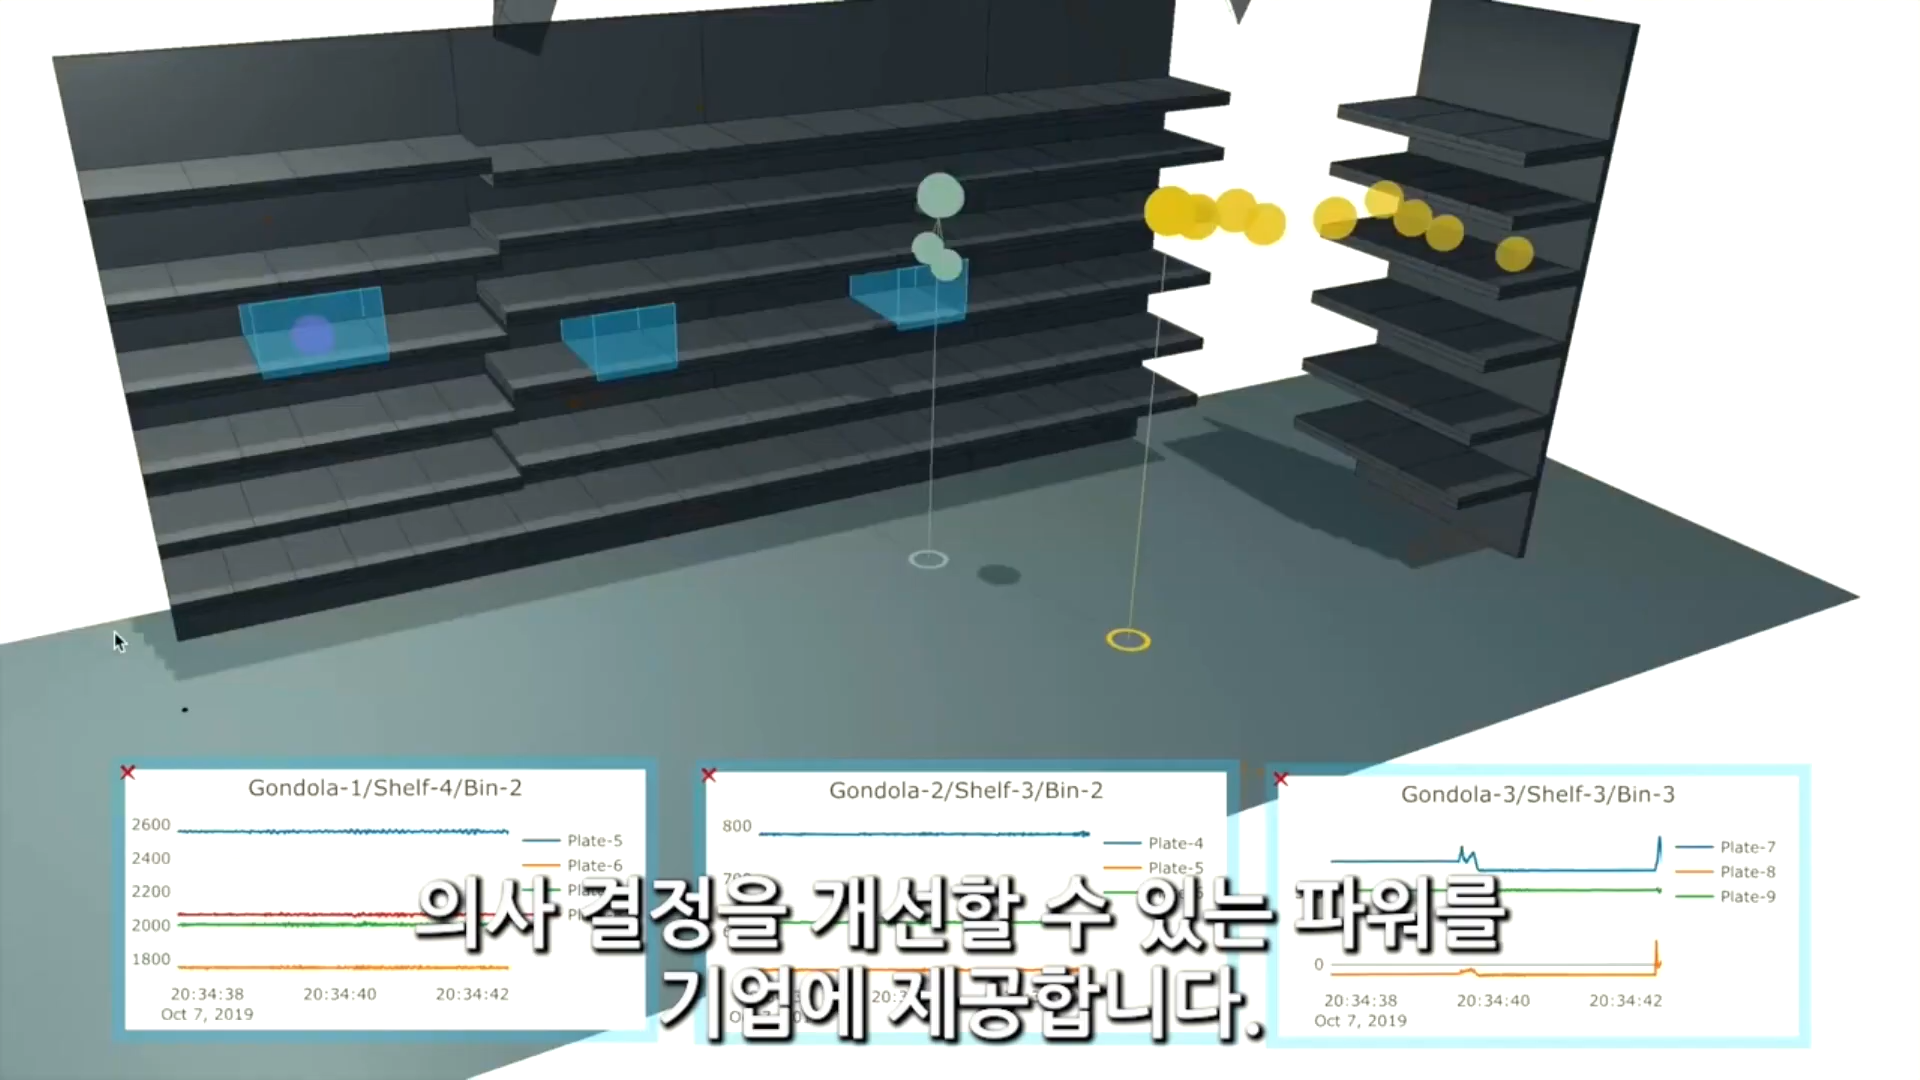 Gondola-1/Shelf-4/Bin-2
2600
2400
2200
2000
1800
Plate-5
Plate-6
20:34:38 20:34:40 20:34:42
Oct 7, 2019
Gondola-2/Shelf-3/Bin-2
800
Plate-4
Plate-5
Gondola-3/Shelf-3/Bin-3
0
Plate-7
Plate-8
Plate-9
20:34:38 20:34:40 20:34:42
Oct 7, 2019
의사 결정을 개선할 수 있는 파워를
기업에 제공합니다.